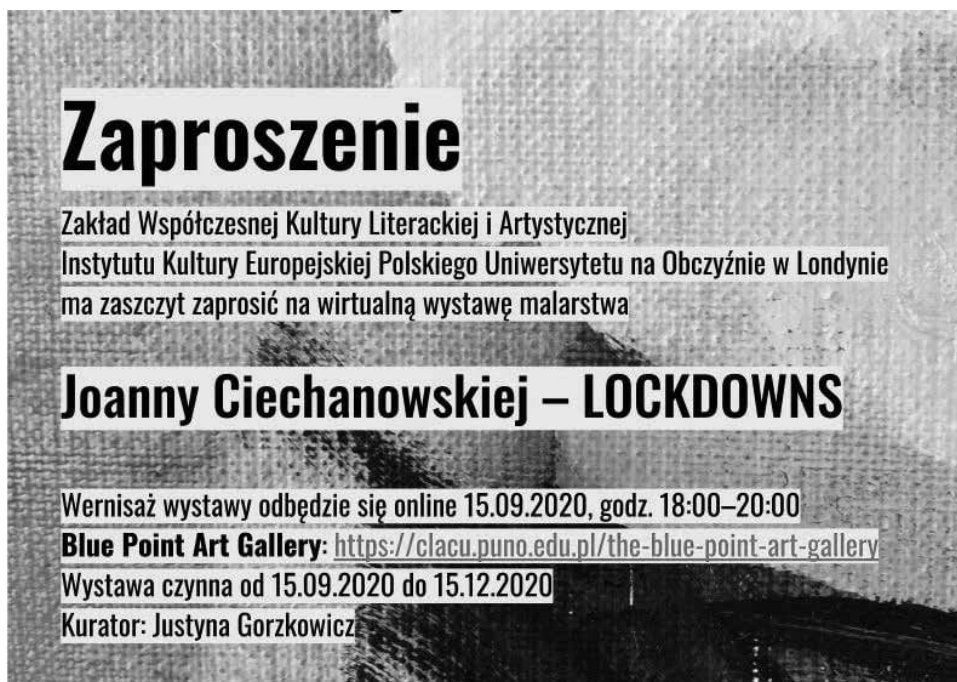 Zaproszenie
Zakład Współczesnej Kultury Literackiej i Artystycznej
Instytutu Kultury Europejskiej Polskiego Uniwersytetu na Obczyźnie w Londynie
ma zaszczyt zaprosić na wirtualną wystawę malarstwa
Joanny Ciechanowskiej – LOCKDOWNS
Wernisaż wystawy odbędzie się online 15.09.2020, godz. 18:00–20:00
Blue Point Art Gallery: https://clacu.puno.edu.pl/the-blue-point-art-gallery
Wystawa czynna od 15.09.2020 do 15.12.2020
Kurator: Justyna Gorzkowicz